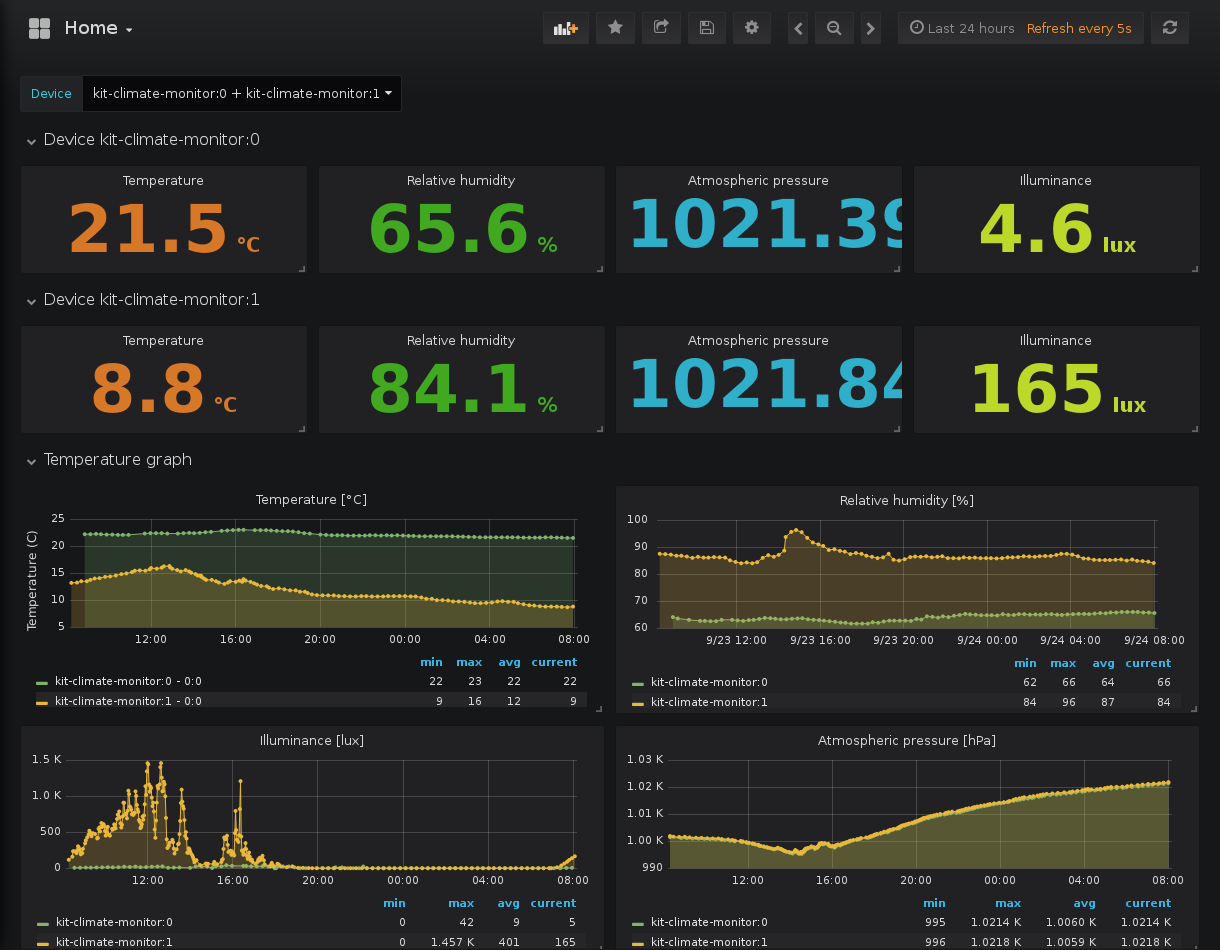 Home
Last 24 hours Refresh every 5s
Device kit-climate-monitor:0 + kit-climate-monitor:1
Device kit-climate-monitor:0
Temperature Relative humidity Atmospheric pressure Illuminance
21.5 °C 65.6 % 1021.39 4.6 lux
Device kit-climate-monitor:1
Temperature Relative humidity Atmospheric pressure Illuminance
8.8 °C 84.1 % 1021.84 165 lux
Temperature graph
Temperature [°C]
Temperature (C)
25
20
15
10
5
12:00 16:00 20:00 00:00 04:00 08:00
min max avg current
kit-climate-monitor:0 - 0:0 22 23 22 22
kit-climate-monitor:1 - 0:0 9 16 12 9
Relative humidity [%]
100
90
80
70
60
9/23 12:00 9/23 16:00 9/23 20:00 9/24 00:00 9/24 04:00 9/24 08:00
min max avg current
kit-climate-monitor:0 62 66 64 66
kit-climate-monitor:1 84 96 87 84
Illuminance [lux]
1.5 K
1.0 K
500
0
12:00 16:00 20:00 00:00 04:00 08:00
min max avg current
kit-climate-monitor:0 0 42 9 5
kit-climate-monitor:1 0 1.457 K 401 165
Atmospheric pressure [hPa]
1.03 K
1.02 K
1.01 K
1.00 K
990
12:00 16:00 20:00 00:00 04:00 08:00
min max avg current
kit-climate-monitor:0 995 1.0214 K 1.0060 K 1.0214 K
kit-climate-monitor:1 996 1.0218 K 1.0059 K 1.0218 K